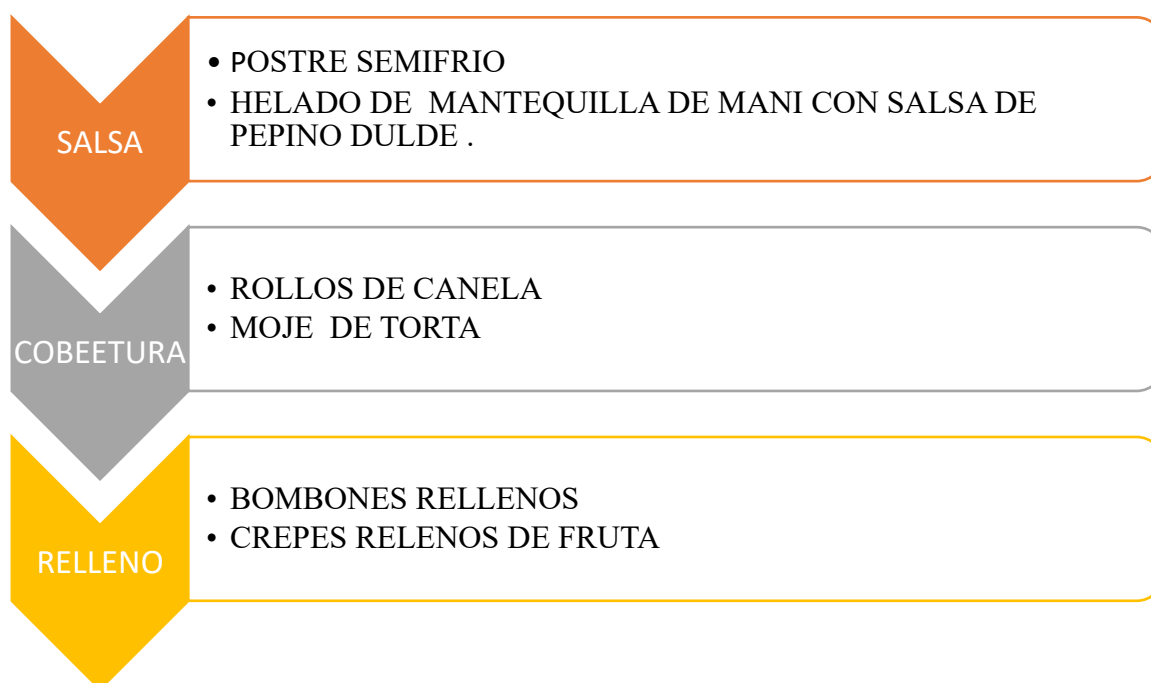 SALSA
• POSTRE SEMIFRIO
• HELADO DE MANTEQUILLA DE MANI CON SALSA DE
PEPINO DULDE .
COBEETURA
• ROLLOS DE CANELA
• MOJE DE TORTA
RELLENO
• BOMBONES RELLENOS
• CREPES RELENOS DE FRUTA